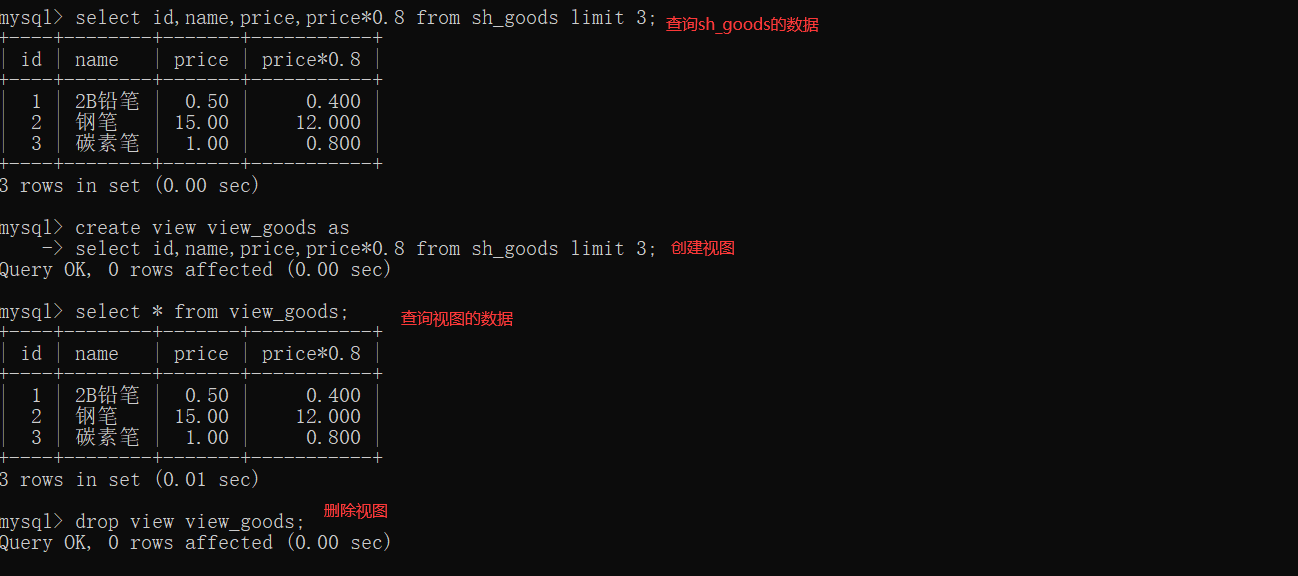 mysql> select id,name,price,price*0.8 from sh_goods limit 3; 查询sh_goods的数据
+----+--------+-------+-----------+
| id | name   | price | price*0.8 |
+----+--------+-------+-----------+
|  1 | 2B铅笔 |  0.50 |     0.400 |
|  2 | 钢笔   | 15.00 |    12.000 |
|  3 | 碳素笔 |  1.00 |     0.800 |
+----+--------+-------+-----------+
3 rows in set (0.00 sec)
mysql> create view view_goods as
    -> select id,name,price,price*0.8 from sh_goods limit 3; 创建视图
Query OK, 0 rows affected (0.00 sec)
mysql> select * from view_goods; 查询视图的数据
+----+--------+-------+-----------+
| id | name   | price | price*0.8 |
+----+--------+-------+-----------+
|  1 | 2B铅笔 |  0.50 |     0.400 |
|  2 | 钢笔   | 15.00 |    12.000 |
|  3 | 碳素笔 |  1.00 |     0.800 |
+----+--------+-------+-----------+
3 rows in set (0.01 sec)
mysql> drop view view_goods; 删除视图
Query OK, 0 rows affected (0.00 sec)